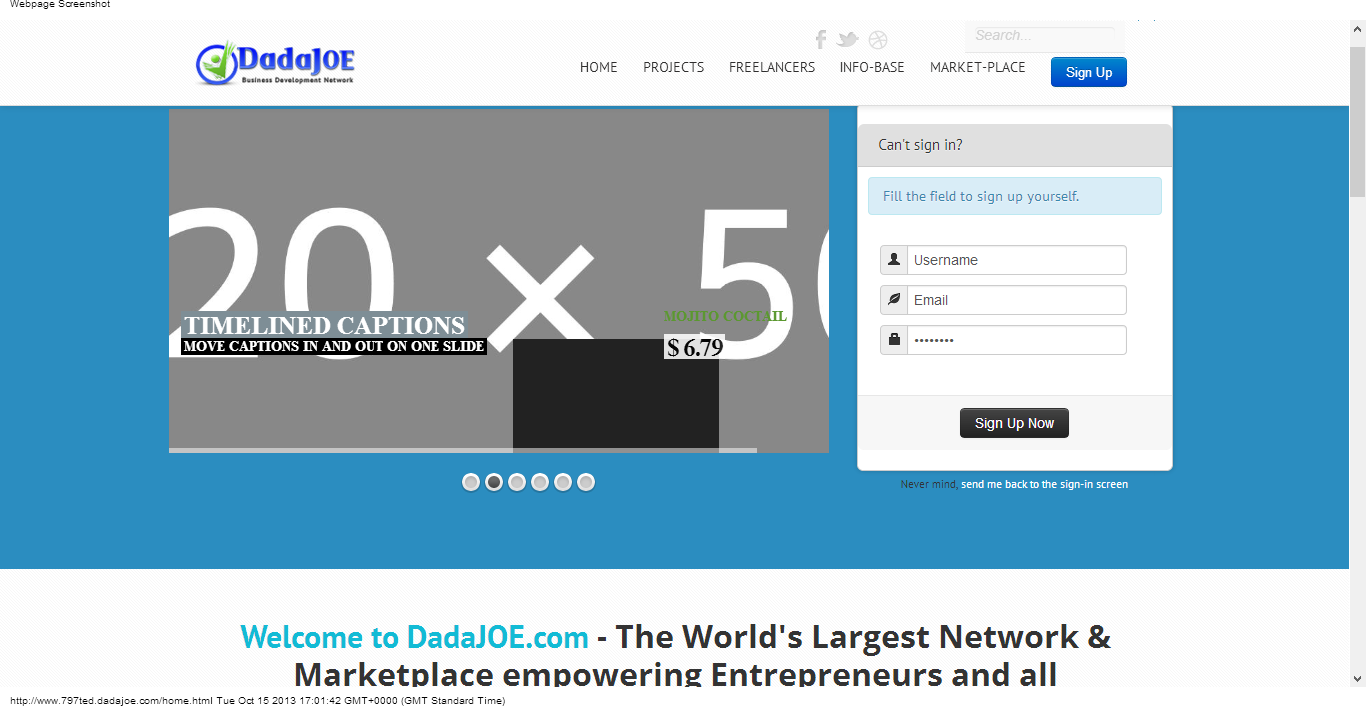 Webpage Screenshot
DadaJOE
Business Development Network
Search...
HOME PROJECTS FREELANCERS INFO-BASE MARKET-PLACE Sign Up
20 × 50
TIMELINED CAPTIONS
MOVE CAPTIONS IN AND OUT ON ONE SLIDE
MOJITO COCTAIL
$ 6.79
Can't sign in?
Fill the field to sign up yourself.
Username
Email
••••••••
Sign Up Now
Never mind, send me back to the sign-in screen
Welcome to DadaJOE.com - The World's Largest Network &
Marketplace empowering Entrepreneurs and all
http://www.797ted.dadajoe.com/home.html Tue Oct 15 2013 17:01:42 GMT+0000 (GMT Standard Time)